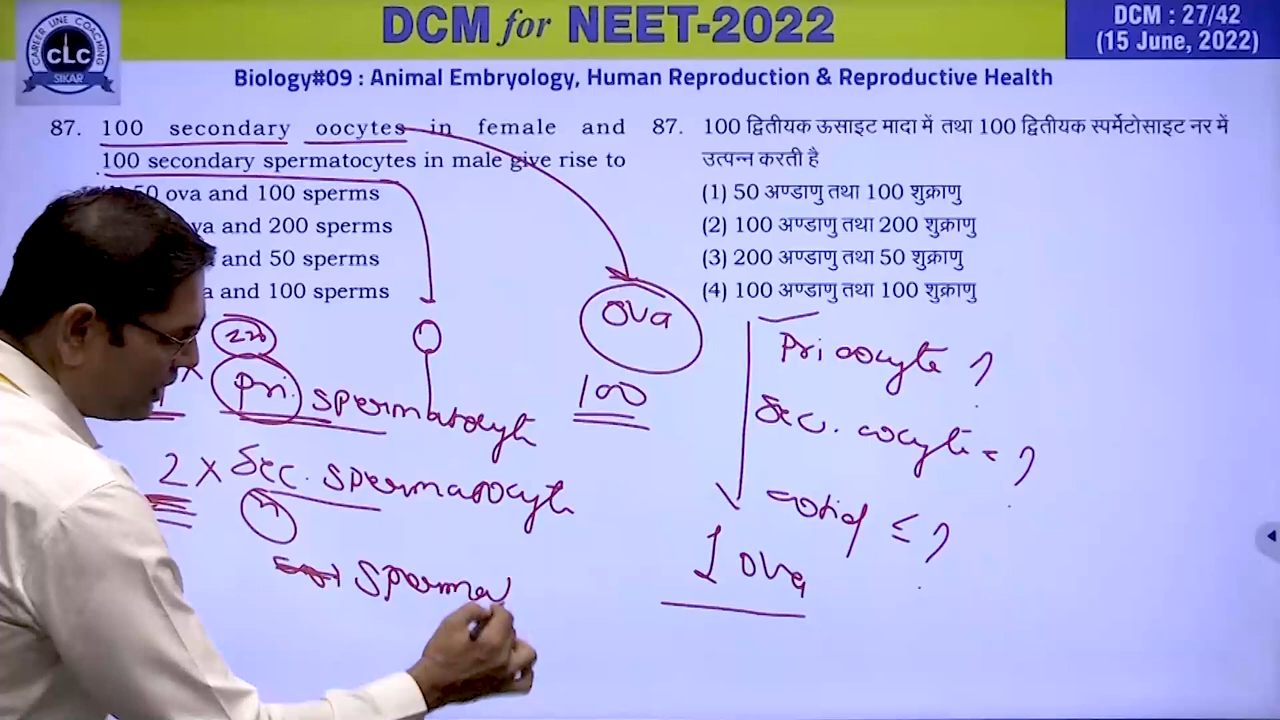 DCM for NEET-2022
DCM : 27/42
(15 June, 2022)
CAREER LINE COACHING
CLC
SIKAR
Biology#09 : Animal Embryology, Human Reproduction & Reproductive Health
87. 100 secondary oocytes in female and
100 secondary spermatocytes in male give rise to
50 ova and 100 sperms
va and 200 sperms
and 50 sperms
a and 100 sperms
87. 100 द्वितीयक ऊसाइट मादा में तथा 100 द्वितीयक स्पर्मेटोसाइट नर में
उत्पन्न करती है
(1) 50 अण्डाणु तथा 100 शुक्राणु
(2) 100 अण्डाणु तथा 200 शुक्राणु
(3) 200 अण्डाणु तथा 50 शुक्राणु
(4) 100 अण्डाणु तथा 100 शुक्राणु
ova
100
2n
1 x Pri. spermatocyte
2 x Sec. spermatocyte
n
sperma
Pri oocyte ?
Sec. oocyte = ?
ootid = ?
1 ova